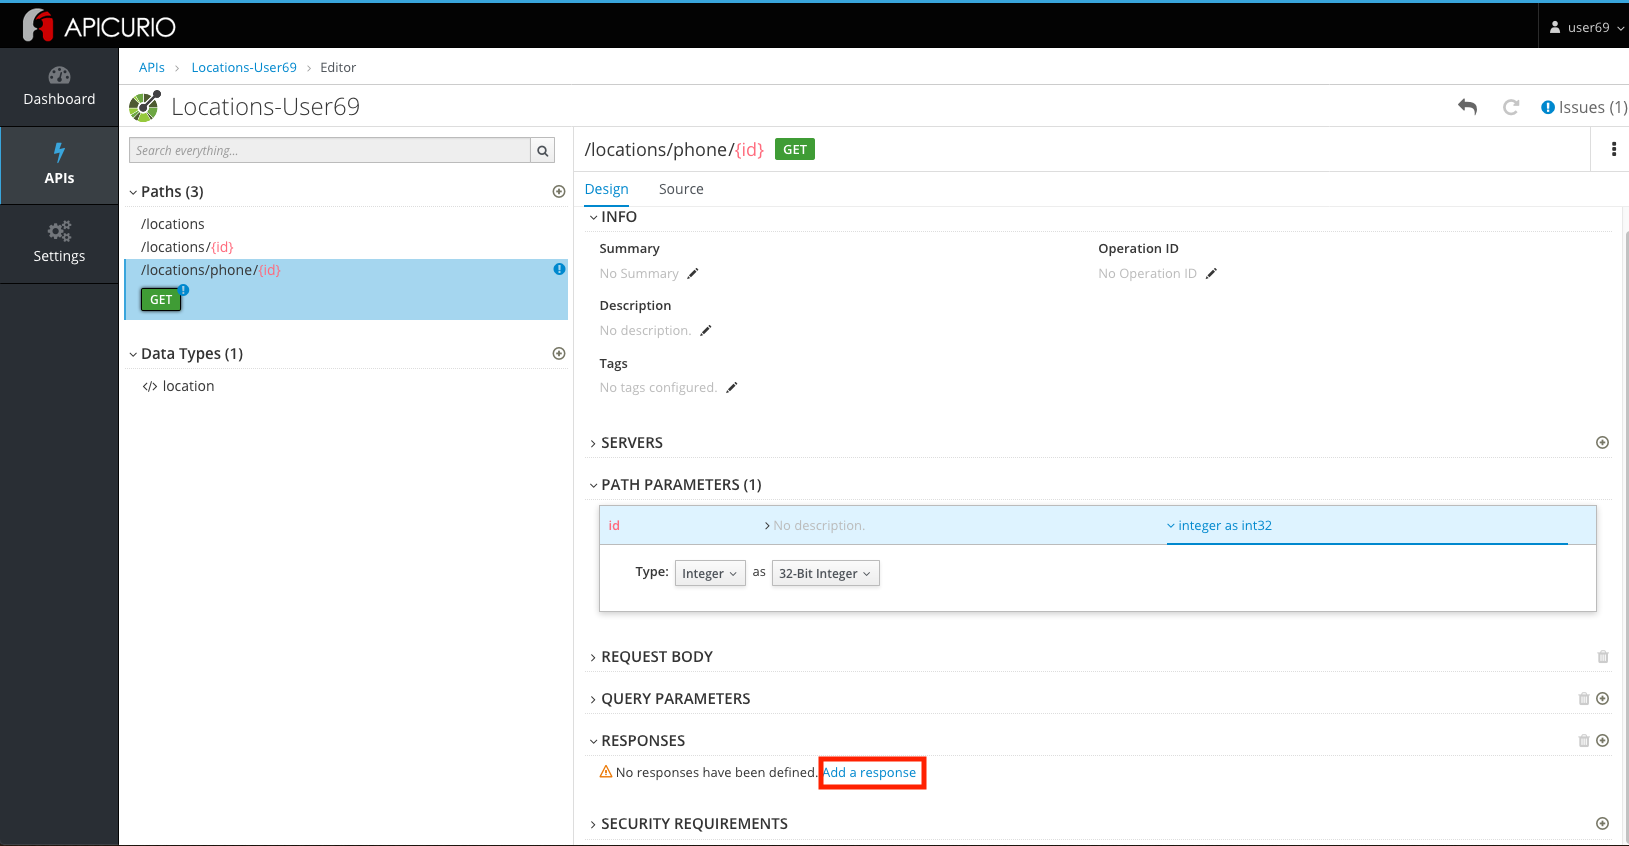 APICURIO
user69
Dashboard
APIs
Settings
APIs > Locations-User69 > Editor
Locations-User69
Issues (1)
Search everything...
Paths (3)
/locations
/locations/{id}
/locations/phone/{id}
GET
Data Types (1)
</> location
/locations/phone/{id} GET
Design Source
INFO
Summary
No Summary
Operation ID
No Operation ID
Description
No description.
Tags
No tags configured.
SERVERS
PATH PARAMETERS (1)
id No description. integer as int32
Type: Integer as 32-Bit Integer
REQUEST BODY
QUERY PARAMETERS
RESPONSES
No responses have been defined. Add a response
SECURITY REQUIREMENTS